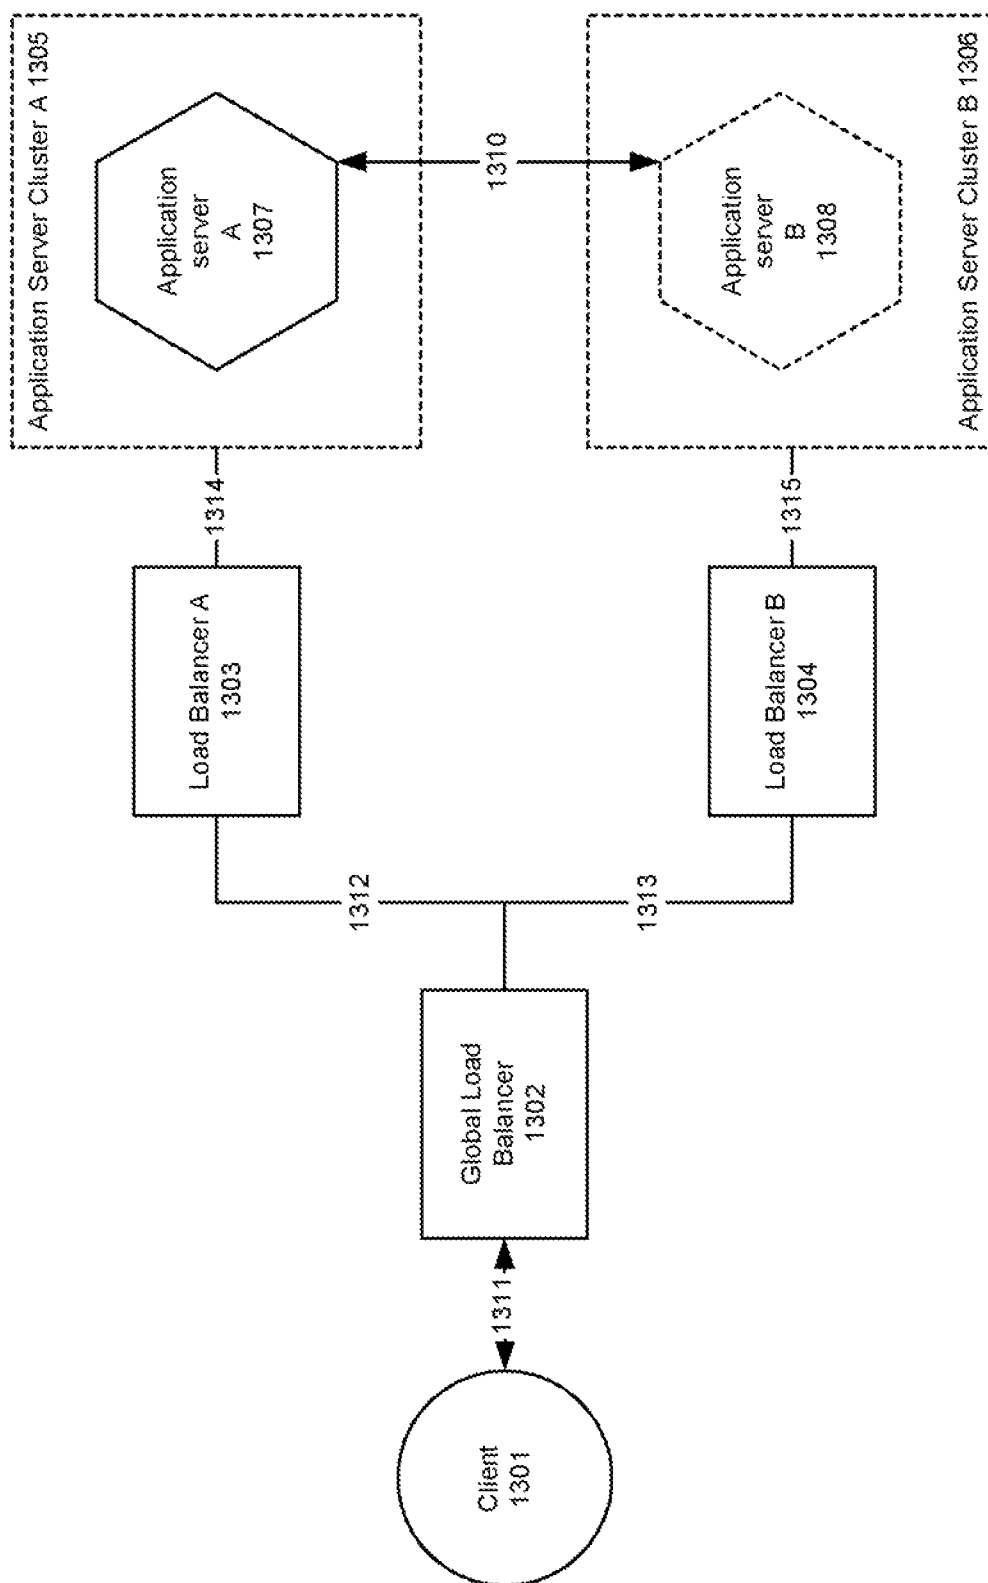 Application Server Cluster A 1305
Application
server
A
1307
1310
Application
server
B
1308
Application Server Cluster B 1306
1314
1315
Load Balancer A
1303
Load Balancer B
1304
1312
1313
Global Load
Balancer
1302
1311
Client
1301